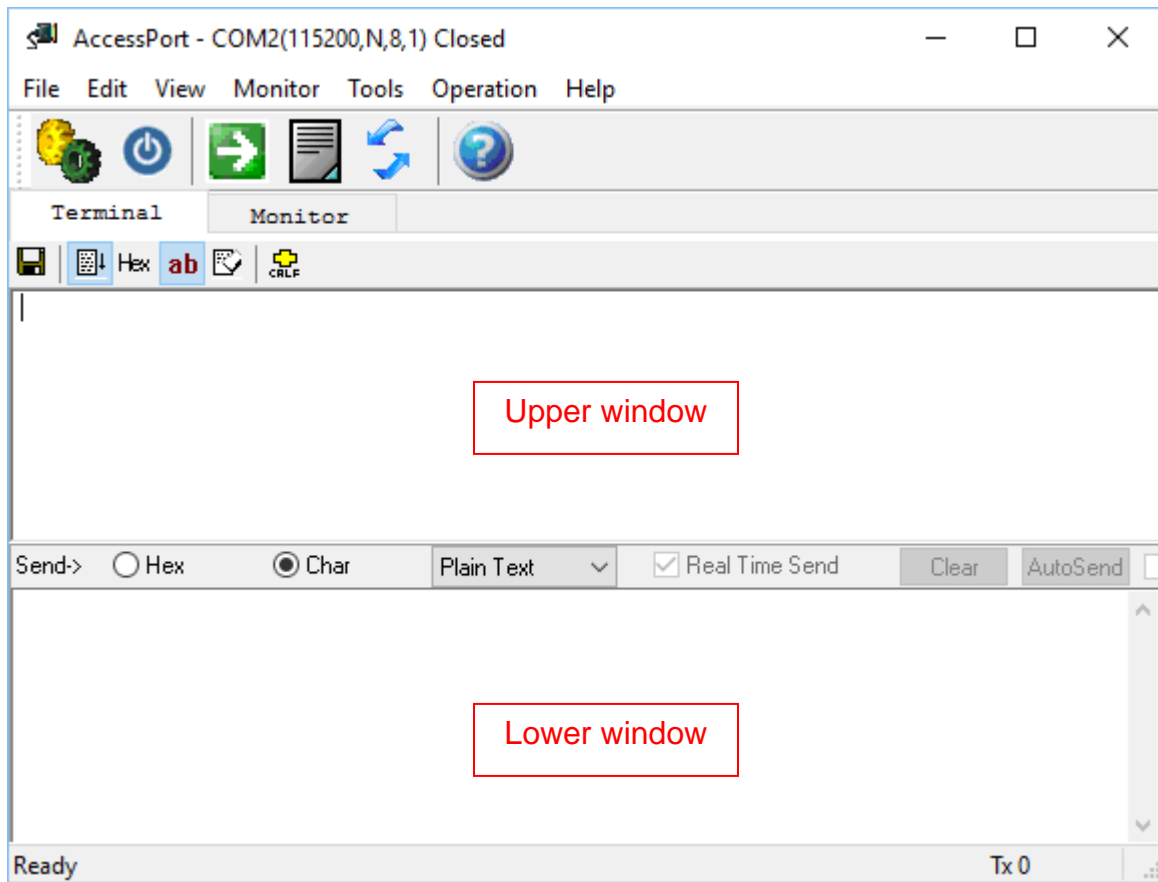 AccessPort - COM2(115200,N,8,1) Closed
File Edit View Monitor Tools Operation Help
Terminal Monitor
Hex ab CRLF
Upper window
Send-> Hex Char Plain Text Real Time Send Clear AutoSend
Lower window
Ready Tx 0